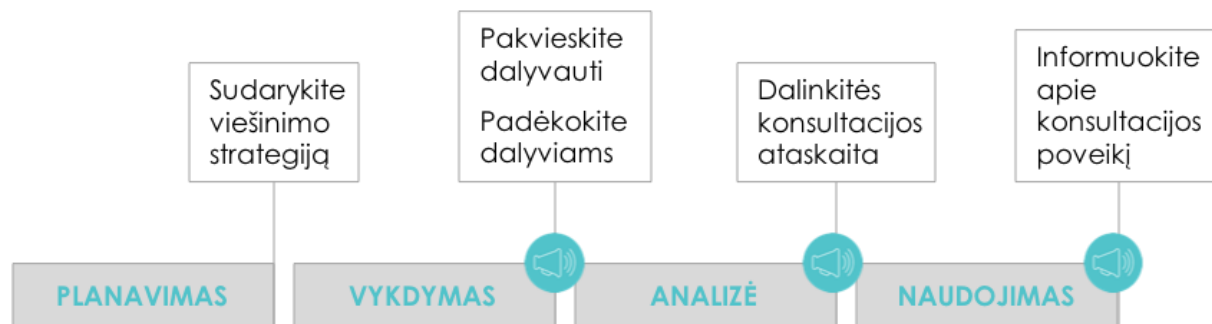 Sudarykite
viešinimo
strategiją
Pakvieskite
dalyvauti
Padėkokite
dalyviams
Dalinkitės
konsultacijos
ataskaita
Informuokite
apie
konsultacijos
poveikį
PLANAVIMAS
VYKDYMAS
ANALIZĖ
NAUDOJIMAS